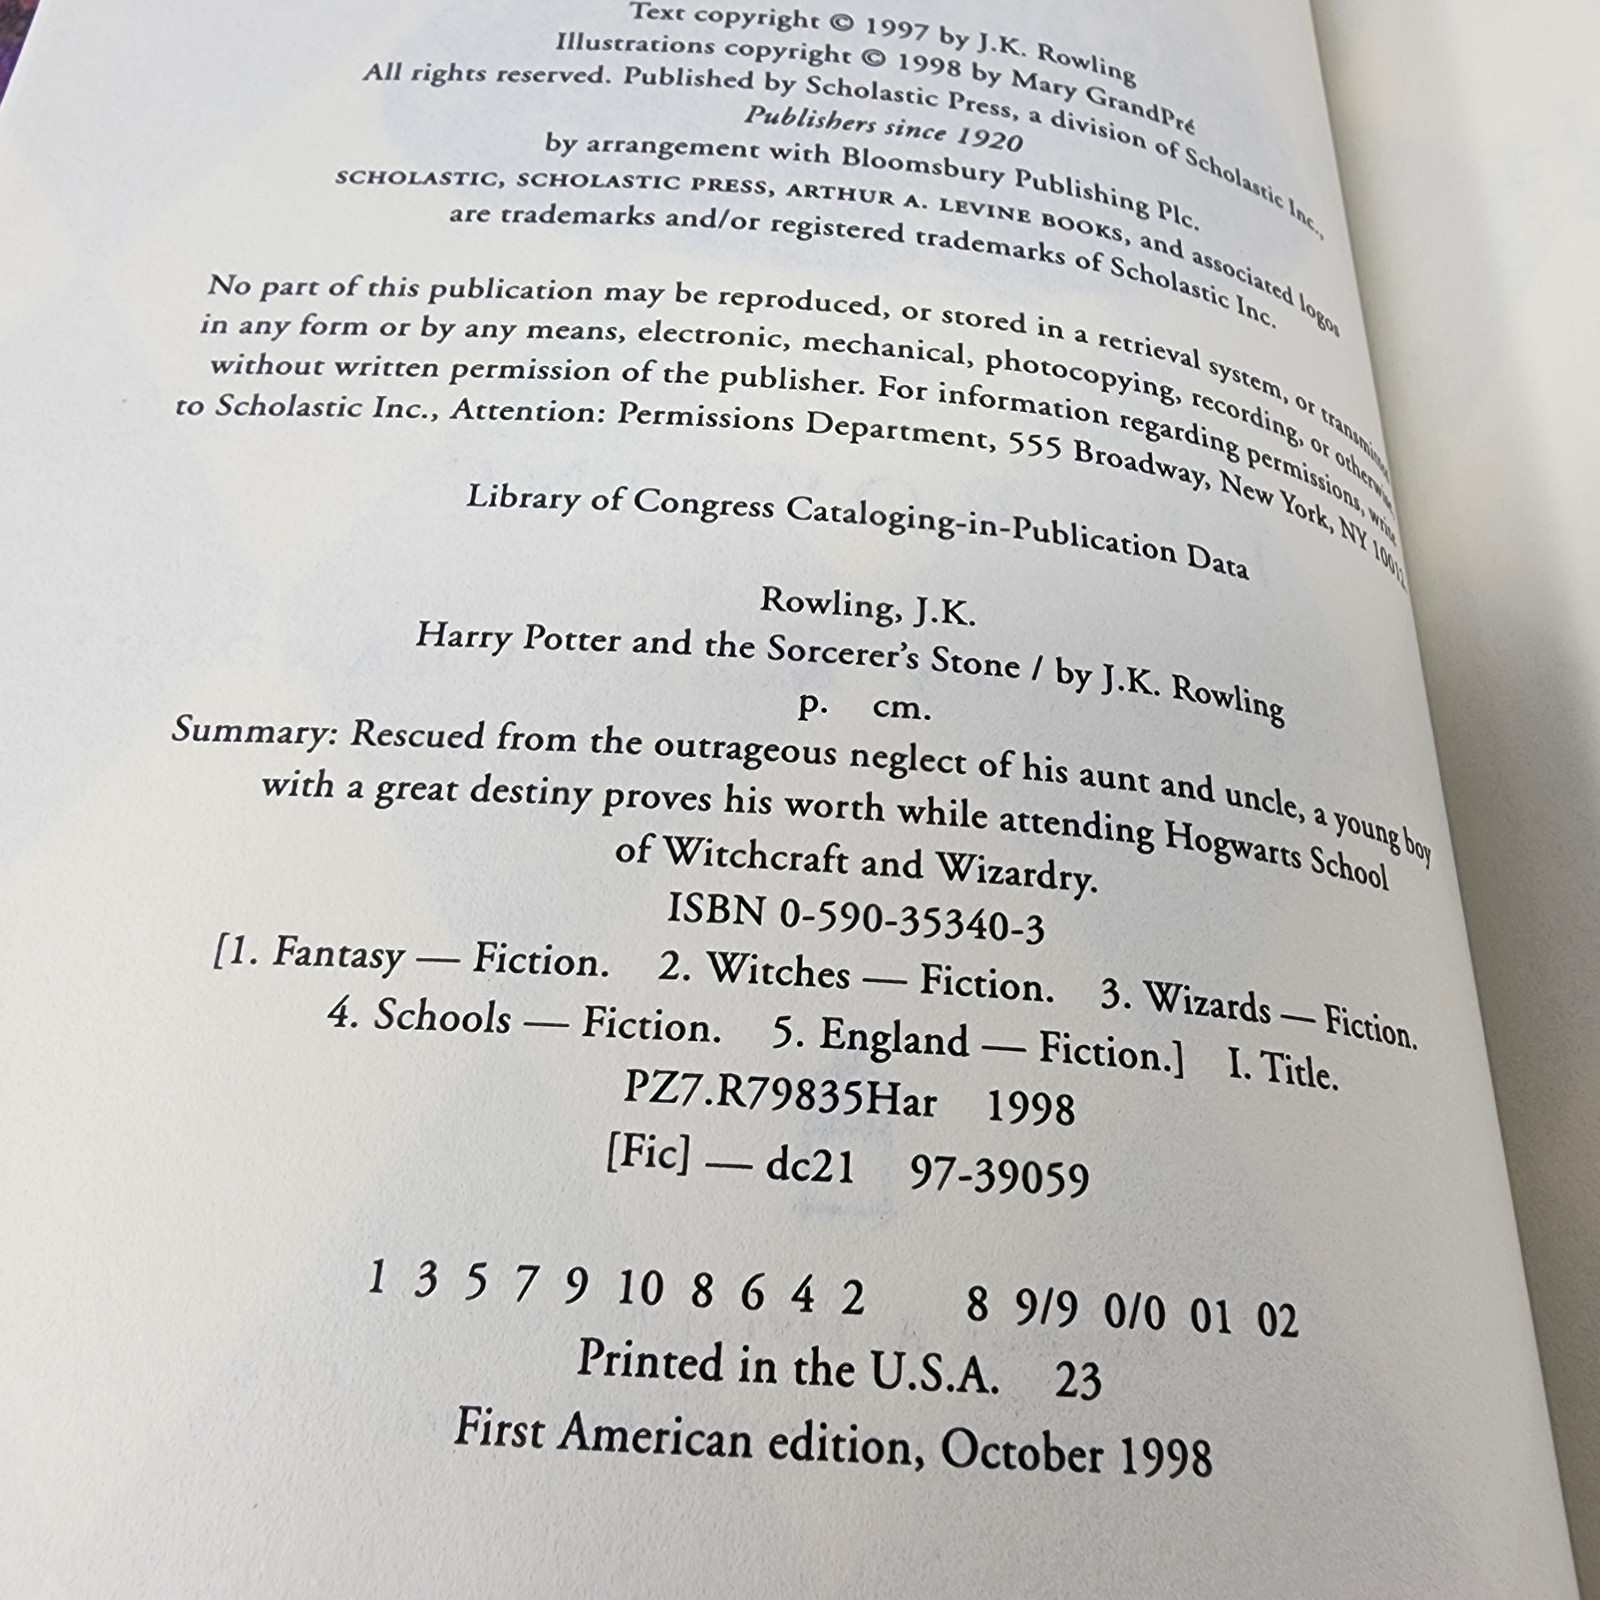 Text copyright © 1997 by J.K. Rowling
Illustrations copyright © 1998 by Mary GrandPré
All rights reserved. Published by Scholastic Press, a division of Scholastic Inc.,
Publishers since 1920
by arrangement with Bloomsbury Publishing Plc.
SCHOLASTIC, SCHOLASTIC PRESS, ARTHUR A. LEVINE BOOKS, and associated logos
are trademarks and/or registered trademarks of Scholastic Inc.
No part of this publication may be reproduced, or stored in a retrieval system, or transmitted
in any form or by any means, electronic, mechanical, photocopying, recording, or otherwise,
without written permission of the publisher. For information regarding permissions, write
to Scholastic Inc., Attention: Permissions Department, 555 Broadway, New York, NY 10012
Library of Congress Cataloging-in-Publication Data
Rowling, J.K.
Harry Potter and the Sorcerer's Stone / by J.K. Rowling
p. cm.
Summary: Rescued from the outrageous neglect of his aunt and uncle, a young boy
with a great destiny proves his worth while attending Hogwarts School
of Witchcraft and Wizardry.
ISBN 0-590-35340-3
[1. Fantasy — Fiction. 2. Witches — Fiction. 3. Wizards — Fiction.
4. Schools — Fiction. 5. England — Fiction.] I. Title.
PZ7.R79835Har 1998
[Fic] — dc21 97-39059
1 3 5 7 9 10 8 6 4 2 8 9/9 0/0 01 02
Printed in the U.S.A. 23
First American edition, October 1998